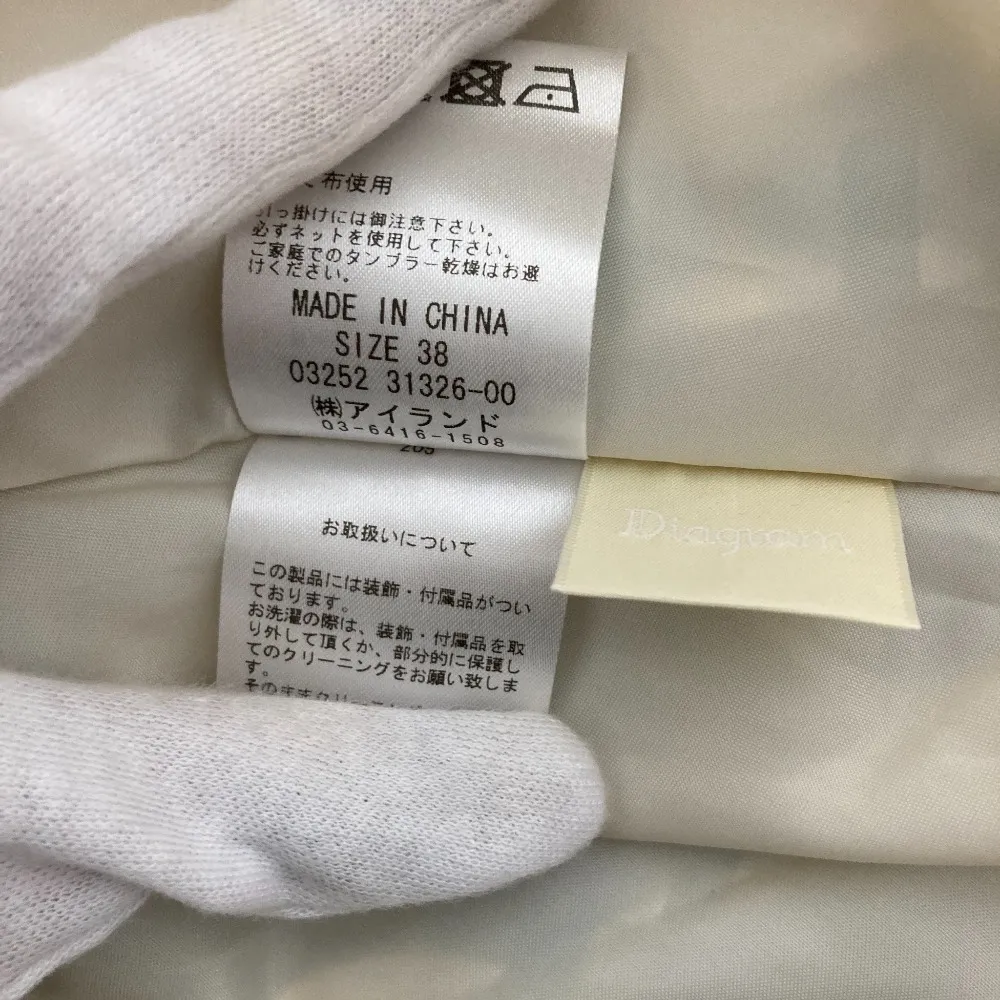 布使用
引っ掛けには御注意下さい。
必ずネットを使用して下さい。
ご家庭でのタンブラー乾燥はお避
けください。
MADE IN CHINA
SIZE 38
03252 31326-00
㈱アイランド
03-6416-1508
209
お取扱いについて
この製品には装飾・付属品がつい
ております。
お洗濯の際は、装飾・付属品を取
り外して頂くか、部分的に保護し
てのクリーニングをお願い致しま
す。
そのまま
Diagram